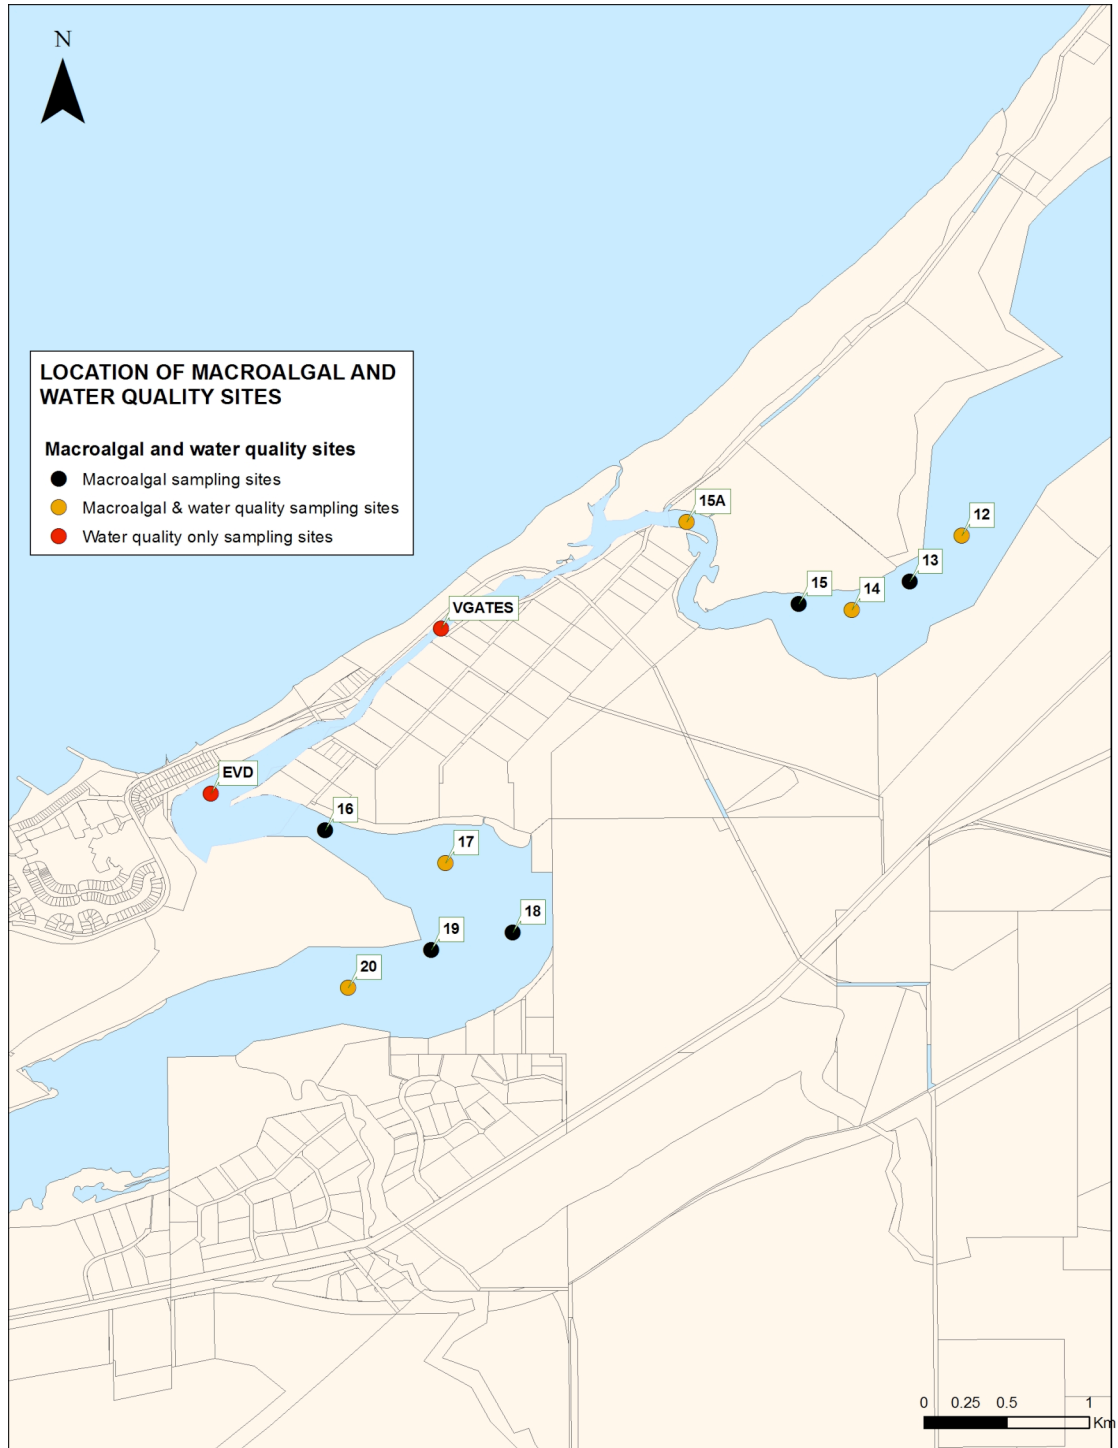 N
LOCATION OF MACROALGAL AND
WATER QUALITY SITES
Macroalgal and water quality sites
Macroalgal sampling sites
Macroalgal & water quality sampling sites
Water quality only sampling sites
15A
12
13
15
14
VGATES
EVD
16
17
18
19
20
0 0.25 0.5 1
Km